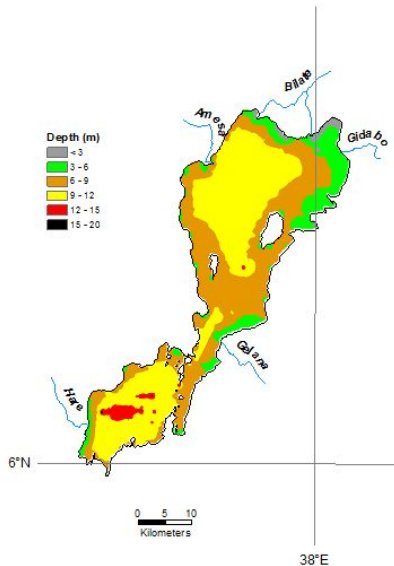 Bilate
Amesa
Gidabo
Depth (m)
< 3
3 - 6
6 - 9
9 - 12
12 - 15
15 - 20
Gelana
Hare
6°N
0 5 10
Kilometers
38°E